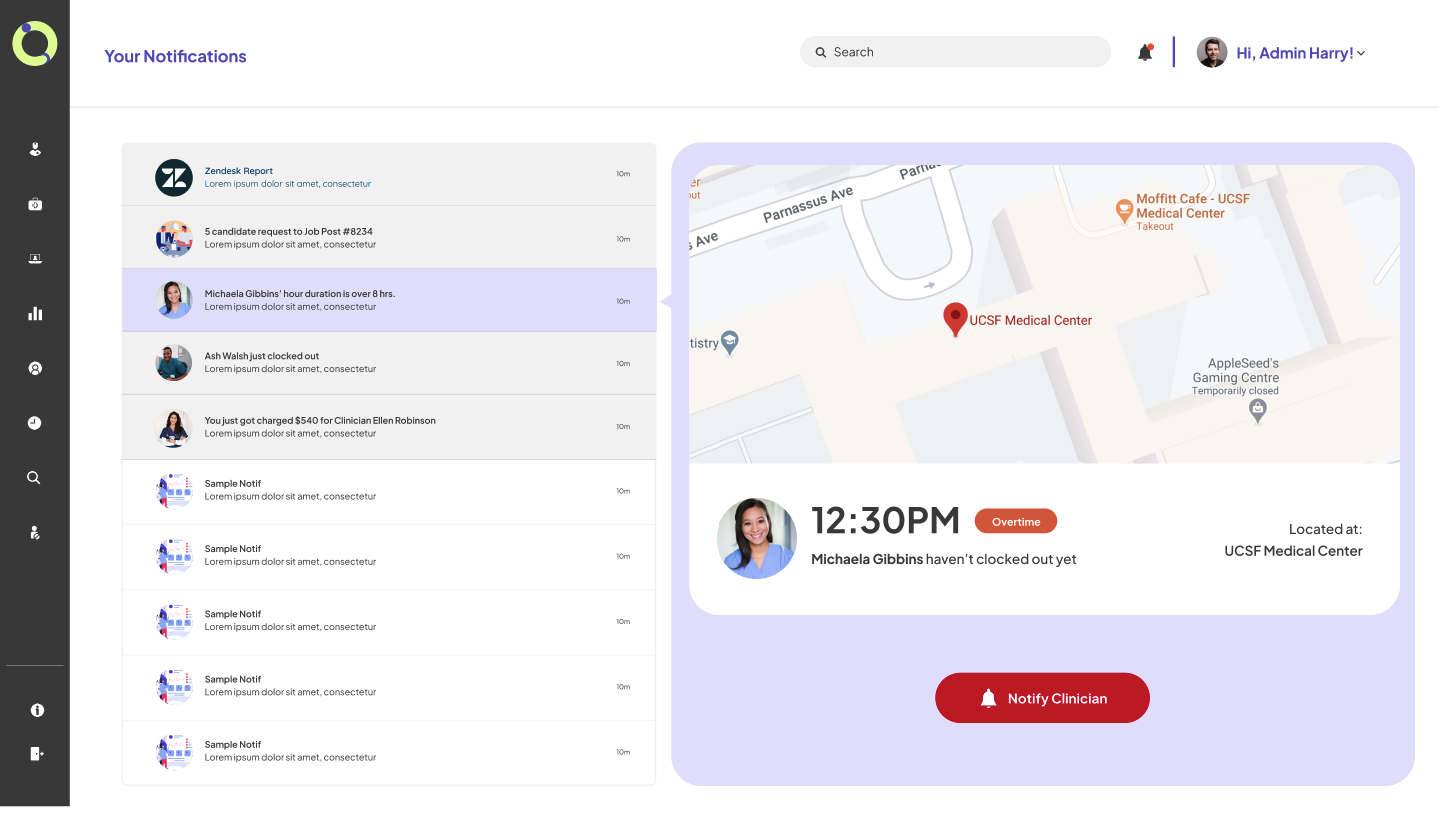 Your Notifications
Search
Hi, Admin Harry!
Zendesk Report
Lorem ipsum dolor sit amet, consectetur
10m
5 candidate request to Job Post #8234
Lorem ipsum dolor sit amet, consectetur
10m
Michaela Gibbins' hour duration is over 8 hrs.
Lorem ipsum dolor sit amet, consectetur
10m
Ash Walsh just clocked out
Lorem ipsum dolor sit amet, consectetur
10m
You just got charged $540 for Clinician Ellen Robinson
Lorem ipsum dolor sit amet, consectetur
10m
Sample Notif
Lorem ipsum dolor sit amet, consectetur
10m
Sample Notif
Lorem ipsum dolor sit amet, consectetur
10m
Sample Notif
Lorem ipsum dolor sit amet, consectetur
10m
Sample Notif
Lorem ipsum dolor sit amet, consectetur
10m
Sample Notif
Lorem ipsum dolor sit amet, consectetur
10m
er
out
Parnas
Parnassus Ave
s Ave
Moffitt Cafe - UCSF
Medical Center
Takeout
UCSF Medical Center
tistry
AppleSeed's
Gaming Centre
Temporarily closed
12:30PM
Overtime
Michaela Gibbins haven't clocked out yet
Located at:
UCSF Medical Center
Notify Clinician